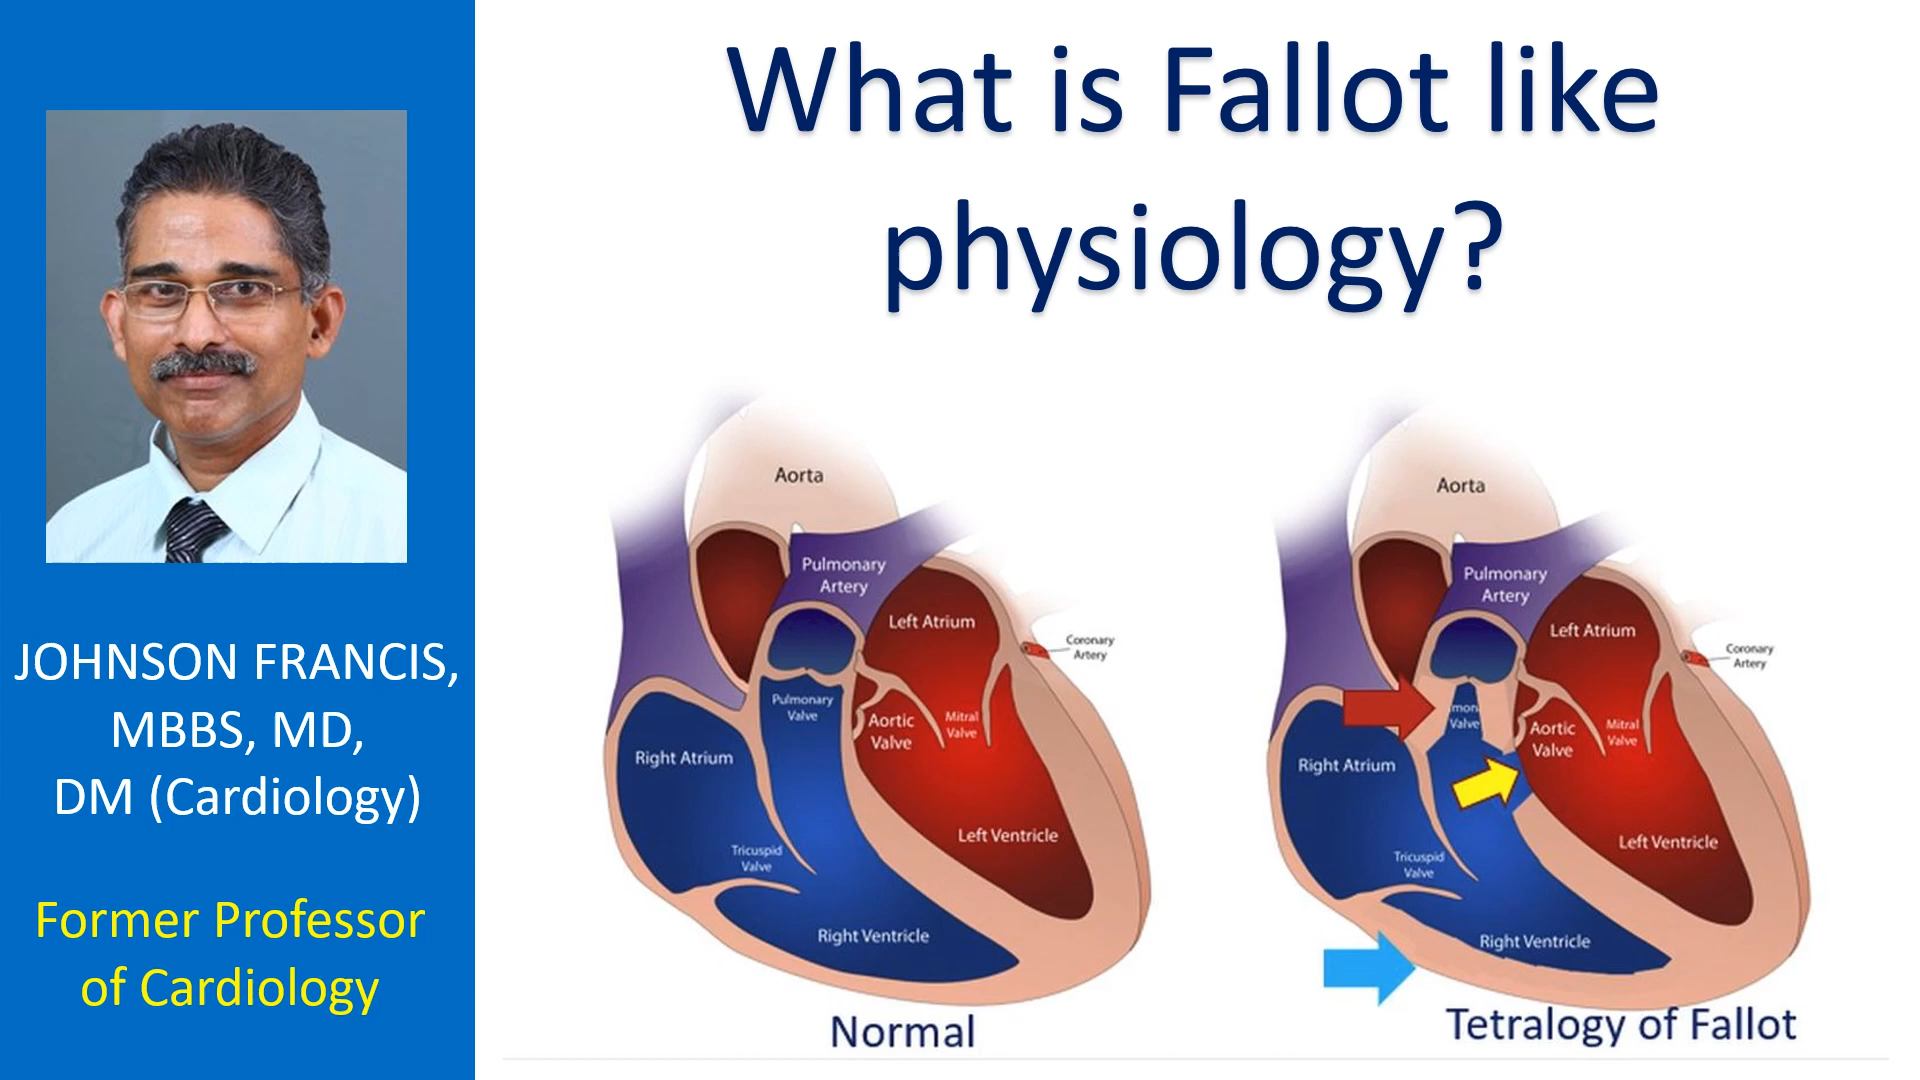 What is Fallot like
physiology?
JOHNSON FRANCIS,
MBBS, MD,
DM (Cardiology)
Former Professor
of Cardiology
Aorta
Pulmonary
Artery
Left Atrium
Coronary
Artery
Pulmonary
Valve
Aortic
Valve
Mitral
Valve
Right Atrium
Left Ventricle
Tricuspid
Valve
Right Ventricle
Normal
Aorta
Pulmonary
Artery
Left Atrium
Coronary
Artery
mon
Valve
Aortic
Valve
Mitral
Valve
Right Atrium
Left Ventricle
Tricuspid
Valve
Right Ventricle
Tetralogy of Fallot